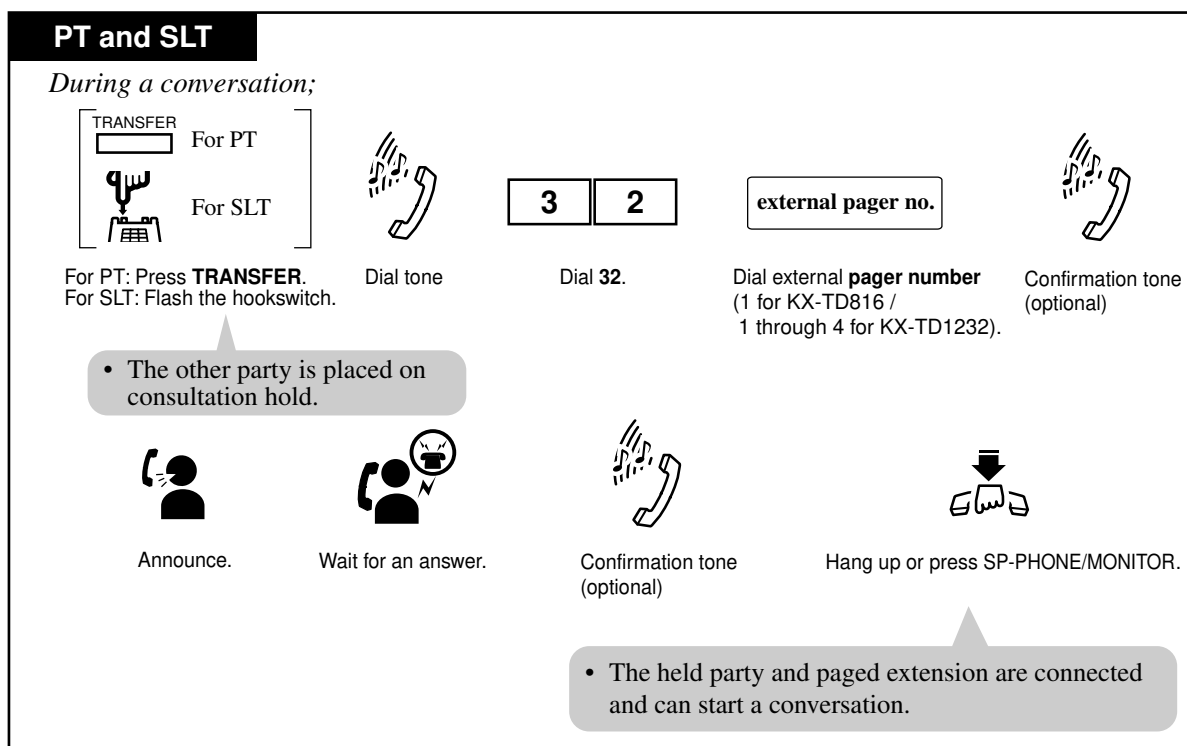 PT and SLT
During a conversation;
TRANSFER
For PT
For SLT
3 2
external pager no.
For PT: Press TRANSFER.
For SLT: Flash the hookswitch.
Dial tone
Dial 32.
Dial external pager number
(1 for KX-TD816 /
1 through 4 for KX-TD1232).
Confirmation tone
(optional)
• The other party is placed on
consultation hold.
Announce.
Wait for an answer.
Confirmation tone
(optional)
Hang up or press SP-PHONE/MONITOR.
• The held party and paged extension are connected
and can start a conversation.